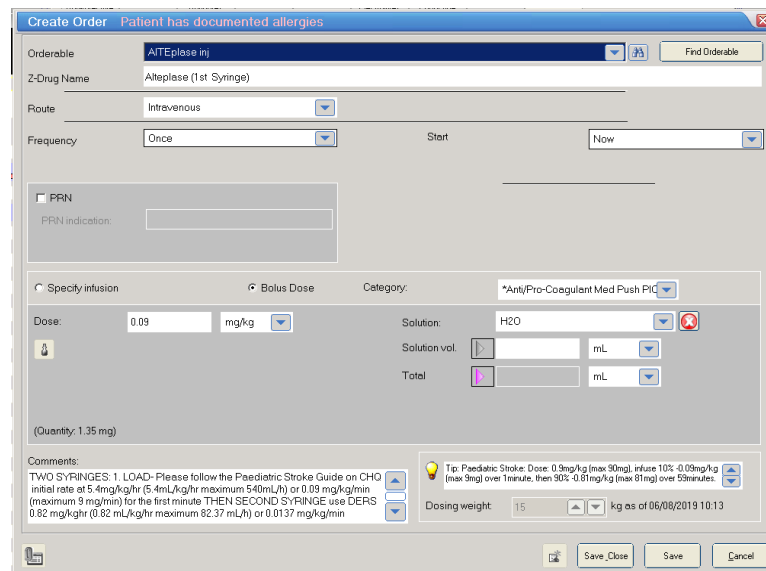 Create Order Patient has documented allergies
Orderable AlTEplase inj Find Orderable
Z-Drug Name Alteplase (1st Syringe)
Route Intravenous
Frequency Once Start Now
PRN
PRN indication:
Specify infusion Bolus Dose Category: *Anti/Pro-Coagulant Med Push PIC
Dose: 0.09 mg/kg Solution: H2O
Solution vol. mL
Total mL
(Quantity: 1.35 mg)
Comments:
TWO SYRINGES: 1. LOAD- Please follow the Paediatric Stroke Guide on CHQ
initial rate at 5.4mg/kg/hr (5.4mL/kg/hr maximum 540mL/h) or 0.09 mg/kg/min
(maximum 9 mg/min) for the first minute THEN SECOND SYRINGE use DERS
0.82 mg/kghr (0.82 mL/kg/hr maximum 82.37 mL/h) or 0.0137 mg/kg/min
Tip: Paediatric Stroke: Dose: 0.9mg/kg (max 90mg), infuse 10% -0.09mg/kg
(max 9mg) over 1minute, then 90% -0.81mg/kg (max 81mg) over 59minutes.
Dosing weight: 15 kg as of 06/08/2019 10:13
Save_Close Save Cancel